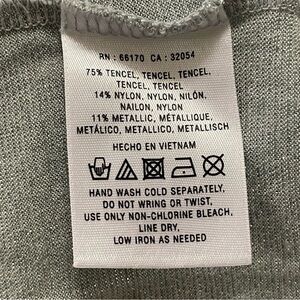 RN : 66170 CA : 32054
75% TENCEL, TENCEL, TENCEL,
TENCEL, TENCEL
14% NYLON, NYLON, NILÓN,
NAILON, NYLON
11% METALLIC, MÉTALLIQUE,
METÁLICO, METALLICO, METALLISCH
HECHO EN VIETNAM
HAND WASH COLD SEPARATELY.
DO NOT WRING OR TWIST.
USE ONLY NON-CHLORINE BLEACH.
LINE DRY.
LOW IRON AS NEEDED